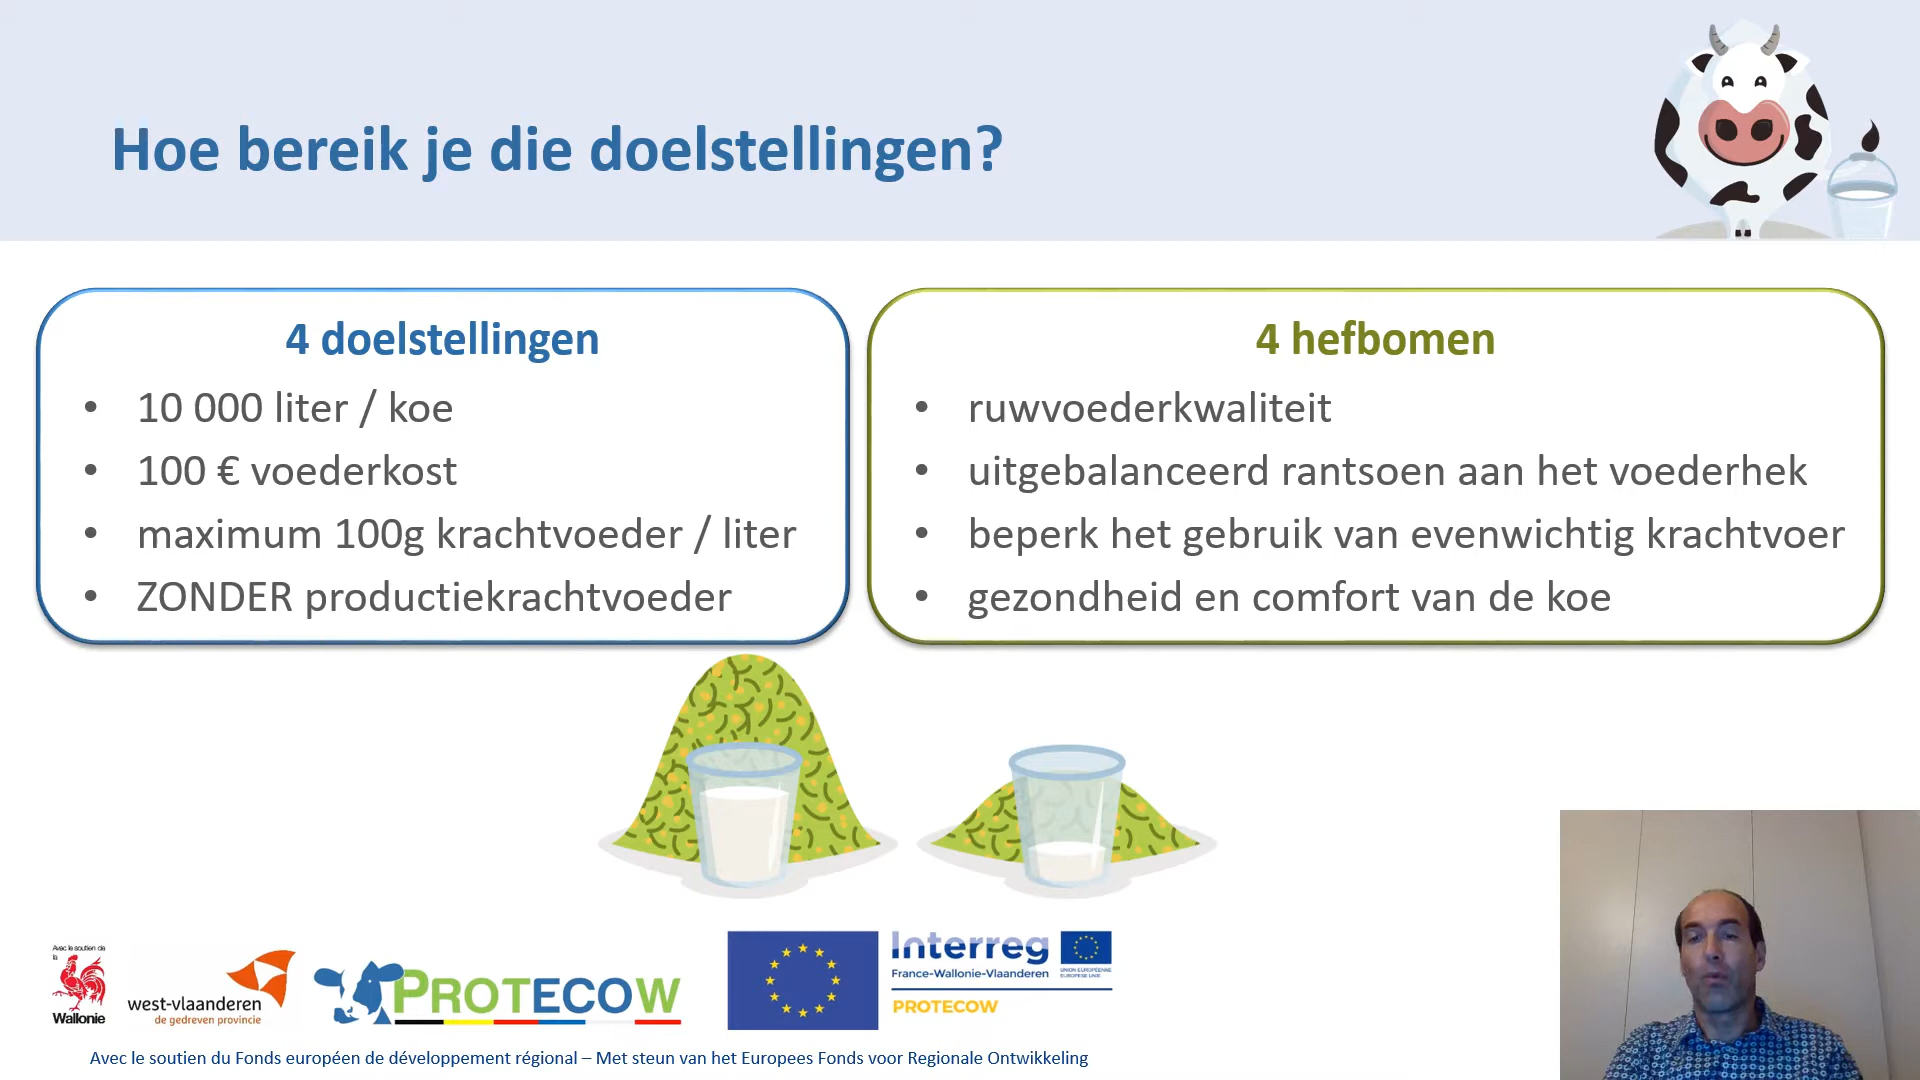 Hoe bereik je die doelstellingen?
4 doelstellingen
• 10 000 liter / koe
• 100 € voederkost
• maximum 100g krachtvoeder / liter
• ZONDER productiekrachtvoeder
4 hefbomen
• ruwvoederkwaliteit
• uitgebalanceerd rantsoen aan het voederhek
• beperk het gebruik van evenwichtig krachtvoer
• gezondheid en comfort van de koe
Avec le soutien de
la
Wallonie
west-vlaanderen
de gedreven provincie
PROTECOW
Interreg
France-Wallonie-Vlaanderen
UNION EUROPÉENNE
EUROPESE UNIE
PROTECOW
Avec le soutien du Fonds européen de développement régional – Met steun van het Europees Fonds voor Regionale Ontwikkeling